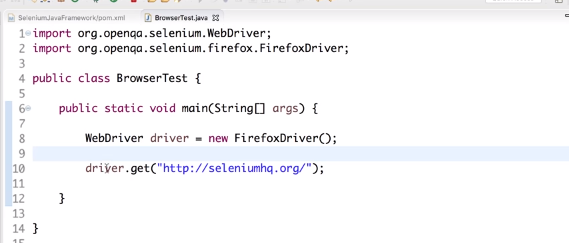 SeleniumJavaFramework/pom.xml BrowserTest.java
1 import org.openqa.selenium.WebDriver;
2 import org.openqa.selenium.firefox.FirefoxDriver;
3
4 public class BrowserTest {
5
6 public static void main(String[] args) {
7
8 WebDriver driver = new FirefoxDriver();
9
10 driver.get("http://seleniumhq.org/");
11
12 }
13
14 }
15